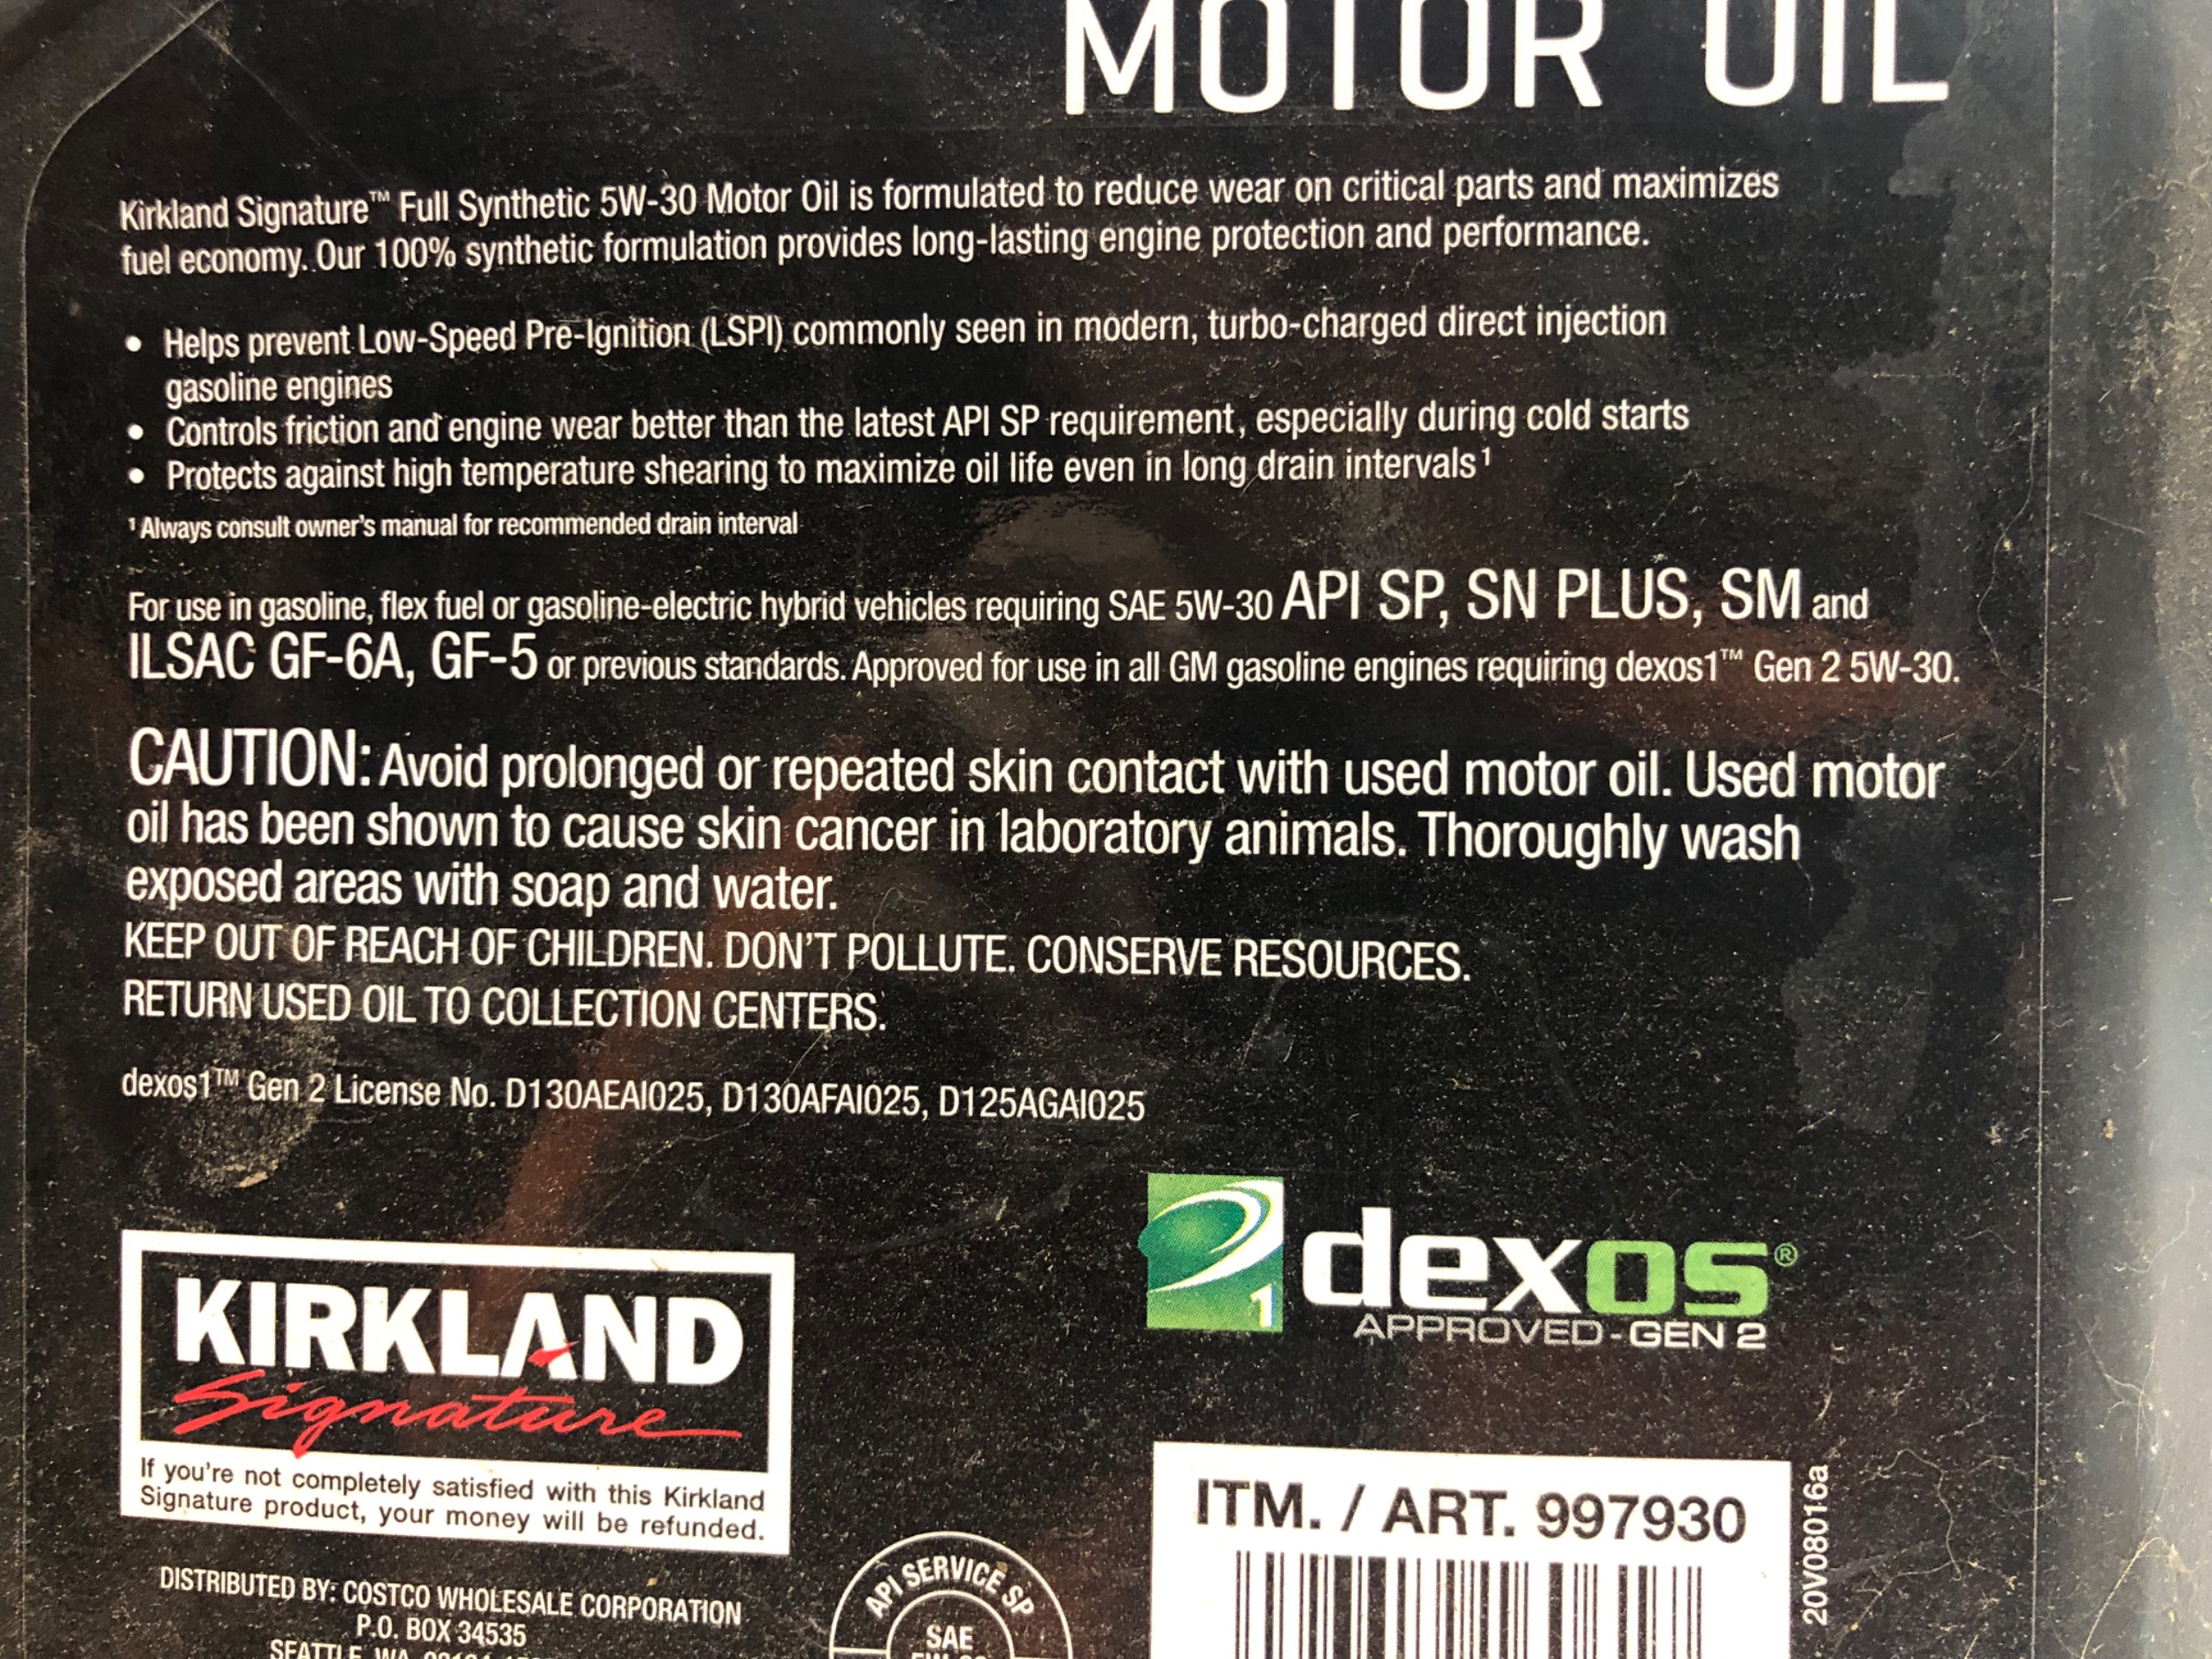 MOTOR OIL
Kirkland Signature™ Full Synthetic 5W-30 Motor Oil is formulated to reduce wear on critical parts and maximizes
fuel economy. Our 100% synthetic formulation provides long-lasting engine protection and performance.
• Helps prevent Low-Speed Pre-Ignition (LSPI) commonly seen in modern, turbo-charged direct injection
gasoline engines
• Controls friction and engine wear better than the latest API SP requirement, especially during cold starts
• Protects against high temperature shearing to maximize oil life even in long drain intervals¹
¹ Always consult owner's manual for recommended drain interval
For use in gasoline, flex fuel or gasoline-electric hybrid vehicles requiring SAE 5W-30 API SP, SN PLUS, SM and
ILSAC GF-6A, GF-5 or previous standards. Approved for use in all GM gasoline engines requiring dexos1™ Gen 2 5W-30.
CAUTION: Avoid prolonged or repeated skin contact with used motor oil. Used motor
oil has been shown to cause skin cancer in laboratory animals. Thoroughly wash
exposed areas with soap and water.
KEEP OUT OF REACH OF CHILDREN. DON'T POLLUTE. CONSERVE RESOURCES.
RETURN USED OIL TO COLLECTION CENTERS.
dexos1™ Gen 2 License No. D130AEAI025, D130AFAI025, D125AGAI025
1 dexos®
APPROVED-GEN 2
KIRKLAND
Signature
If you're not completely satisfied with this Kirkland
Signature product, your money will be refunded.
ITM. / ART. 997930
20V08016a
DISTRIBUTED BY: COSTCO WHOLESALE CORPORATION
P.O. BOX 34535
SEATTLE, WA
API SERVICE SP
SAE